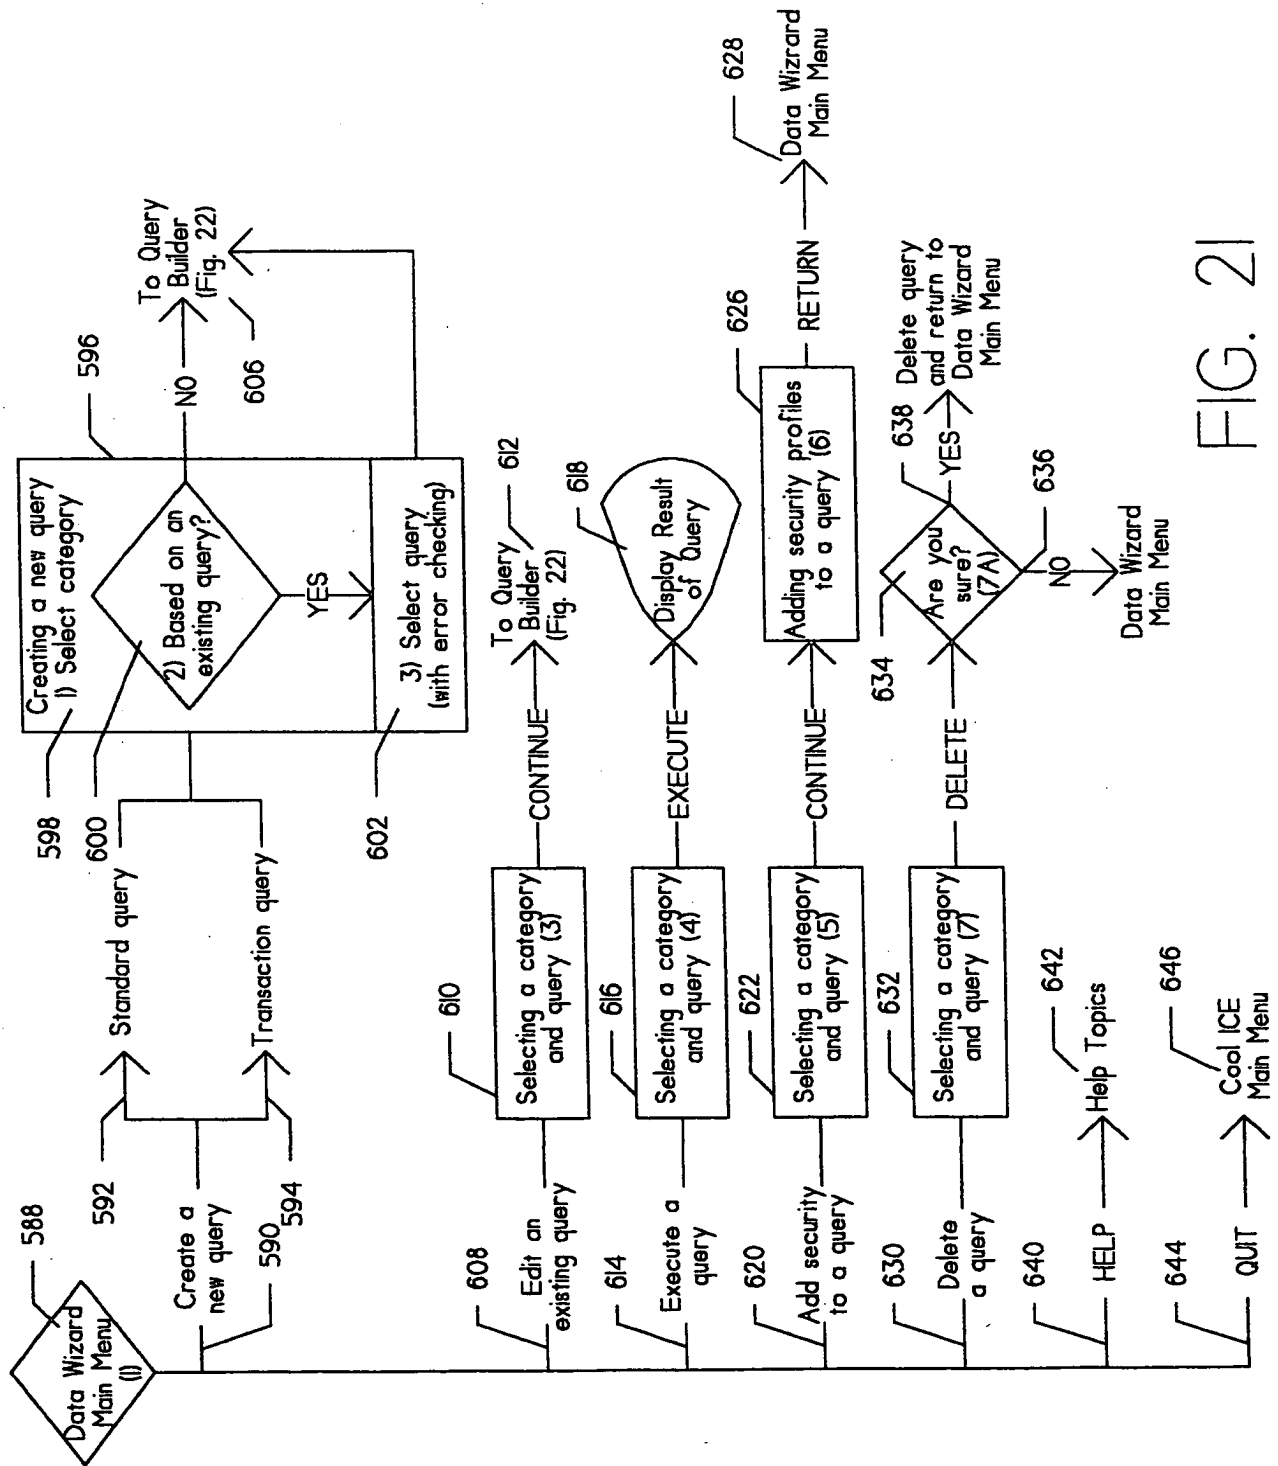 588
Data Wizard
Main Menu
(1)
Create a
new query
590
592
Standard query
594
Transaction query
596
Creating a new query
598
1) Select category
600
2) Based on an
existing query?
NO
To Query
Builder
(Fig. 22)
606
YES
602
3) Select query
(with error checking)
608
Edit an
existing query
610
Selecting a category
and query (3)
CONTINUE
To Query
Builder
(Fig. 22)
612
614
Execute a
query
616
Selecting a category
and query (4)
EXECUTE
618
Display Result
of Query
620
Add security
to a query
622
Selecting a category
and query (5)
CONTINUE
626
Adding security profiles
to a query (6)
RETURN
628
Data Wizrard
Main Menu
630
Delete
a query
632
Selecting a category
and query (7)
DELETE
634
Are you
sure?
(7A)
638
YES
Delete query
and return to
Data Wizard
Main Menu
636
NO
Data Wizard
Main Menu
640
HELP
642
Help Topics
644
QUIT
646
Cool ICE
Main Menu
FIG. 21